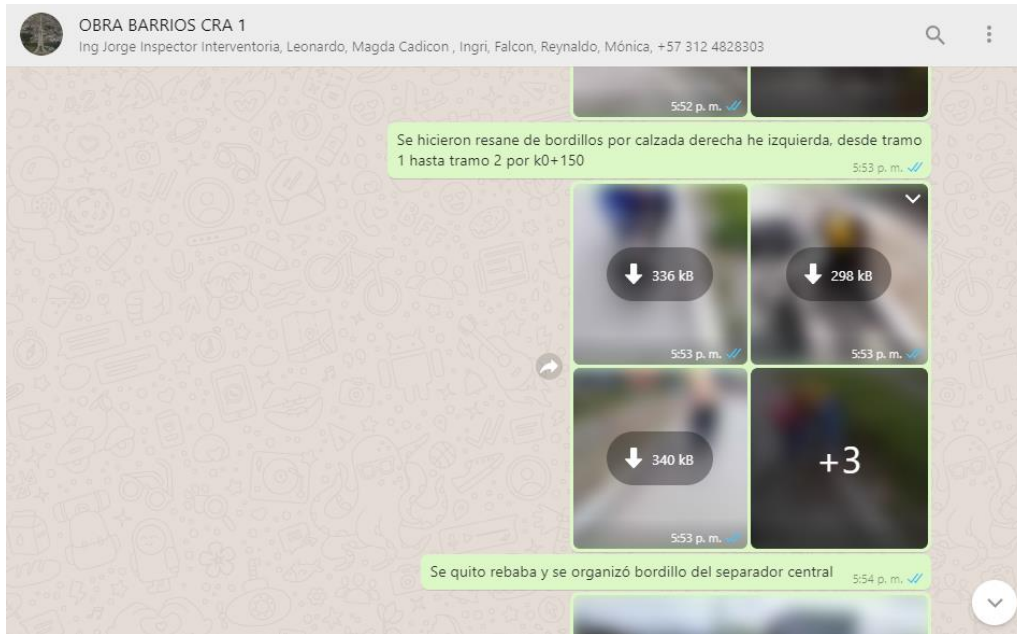 OBRA BARRIOS CRA 1
Ing Jorge Inspector Interventoria, Leonardo, Magda Cadicon , Ingri, Falcon, Reynaldo, Mónica, +57 312 4828303
5:52 p. m.
Se hicieron resane de bordillos por calzada derecha he izquierda, desde tramo
1 hasta tramo 2 por k0+150
5:53 p. m.
336 kB
298 kB
5:53 p. m.
5:53 p. m.
340 kB
+3
5:53 p. m.
Se quito rebaba y se organizó bordillo del separador central
5:54 p. m.